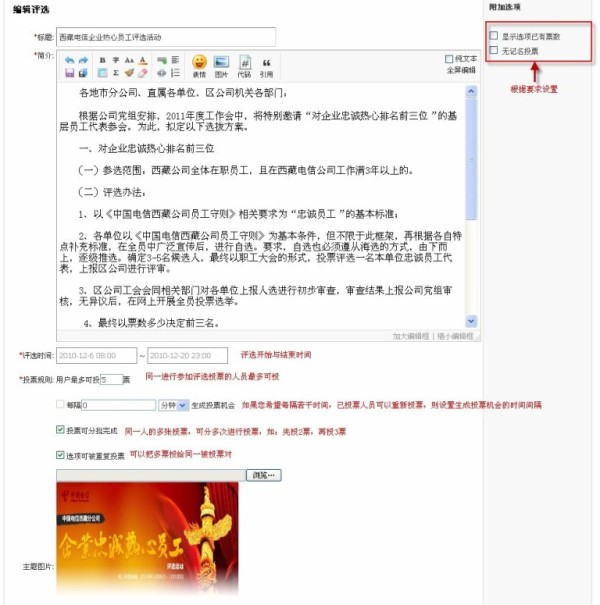 编辑评选
附加选项
*标题:
西藏电信企业热心员工评选活动
显示选项已有票数
无记名投票
根据要求设置
*简介:
表情
图片
代码
引用
纯文本
全屏编辑
各地市分公司、直属各单位、区公司机关各部门：
根据公司党组安排，2011年度工作会中，将特别邀请“对企业忠诚热心排名前三位”的基
层员工代表参会。为此，拟定以下选拔方案。
一、对企业忠诚热心排名前三位
（一）参选范围：西藏公司全体在职员工，且在西藏电信公司工作满3年以上的。
（二）评选办法：
1、以《中国电信西藏公司员工守则》相关要求为“忠诚员工”的基本标准；
2、各单位以《中国电信西藏公司员工守则》为基本条件，但不限于此框架，再根据各自特
点补充标准，在全员中广泛宣传后，进行自选。要求，自选也必须遵从海选的方式，由下而
上，逐级推选。确定3-5名候选人，最终以职工大会的形式，投票评选一名本单位忠诚员工代
表，上报区公司进行评审。
3、区公司工会会同相关部门对各单位上报人选进行初步审查，审查结果上报公司党组审
核，无异议后，在网上开展全员投票选举。
4、最终以票数多少决定前三名。
加大编辑框 | 缩小编辑框
*评选时间:
2010-12-6 08:00 ~ 2010-12-20 23:00
评选开始与结束时间
*投票规则: 用户最多可投 5 票
同一进行参加评选投票的人员最多可投
每隔 0 分钟 生成投票机会
如果您希望每隔若干时间，已投票人员可以重新投票，则设置生成投票机会的时间间隔
投票可分批完成
同一人的多张投票，可分多次进行投票，如：先投2票，再投3票
选项可被重复投票
可以把多票投给同一被投票对
浏览…
主题图片:
中国电信
中国电信西藏分公司
企业忠诚热心员工
评选活动